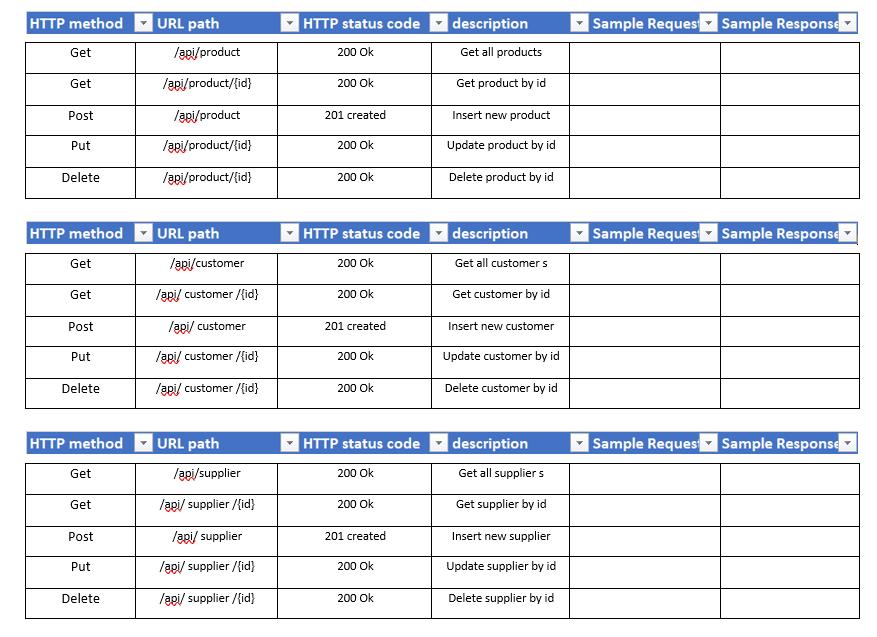 HTTP method URL path HTTP status code description Sample Request Sample Response
Get /api/product 200 Ok Get all products
Get /api/product/{id} 200 Ok Get product by id
Post /api/product 201 created Insert new product
Put /api/product/{id} 200 Ok Update product by id
Delete /api/product/{id} 200 Ok Delete product by id
HTTP method URL path HTTP status code description Sample Request Sample Response
Get /api/customer 200 Ok Get all customer s
Get /api/ customer /{id} 200 Ok Get customer by id
Post /api/ customer 201 created Insert new customer
Put /api/ customer /{id} 200 Ok Update customer by id
Delete /api/ customer /{id} 200 Ok Delete customer by id
HTTP method URL path HTTP status code description Sample Request Sample Response
Get /api/supplier 200 Ok Get all supplier s
Get /api/ supplier /{id} 200 Ok Get supplier by id
Post /api/ supplier 201 created Insert new supplier
Put /api/ supplier /{id} 200 Ok Update supplier by id
Delete /api/ supplier /{id} 200 Ok Delete supplier by id